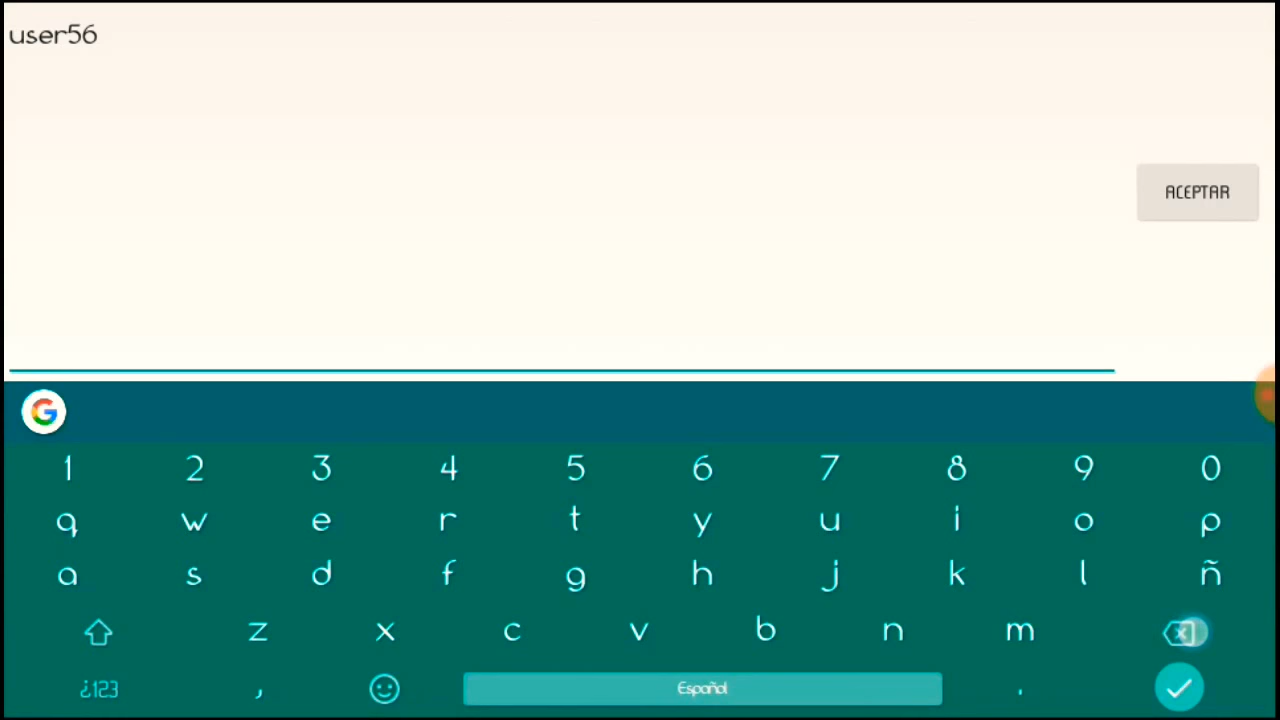 user56
ACEPTAR
G
1 2 3 4 5 6 7 8 9 0
q w e r t y u i o p
a s d f g h j k l ñ
z x c v b n m
¿123 , Español .